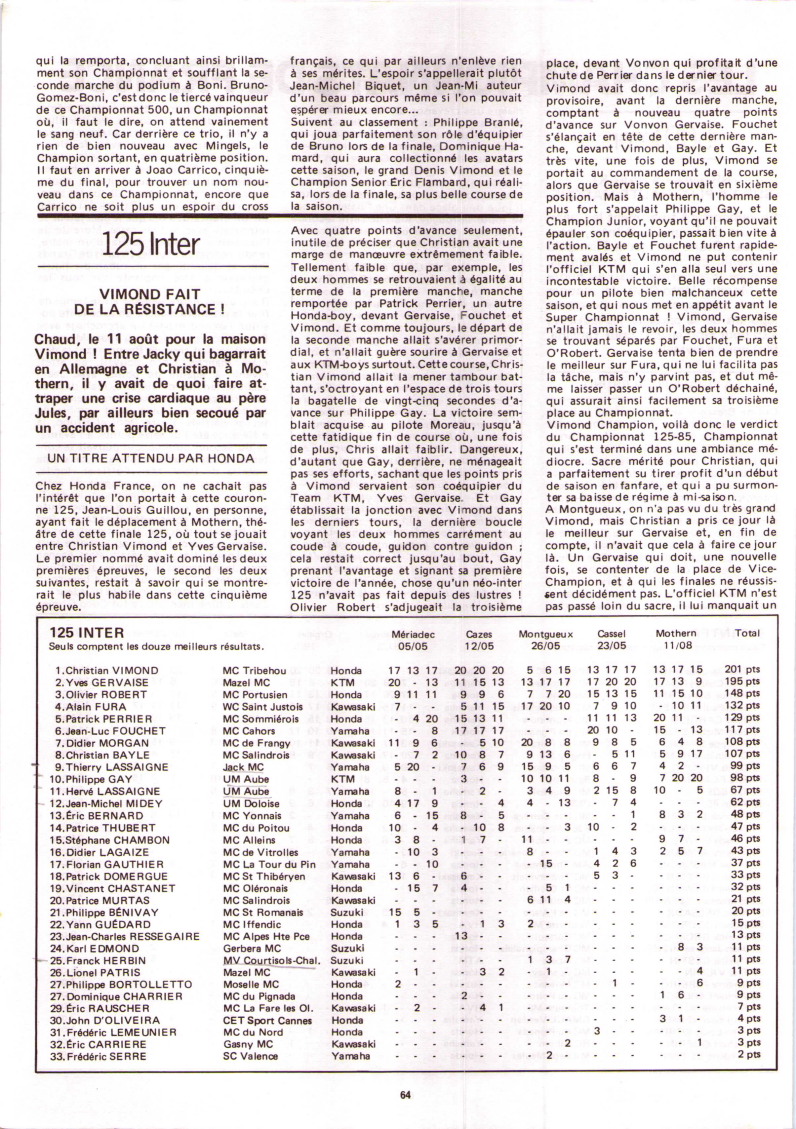 qui la remporta, concluant ainsi brillam-
ment son Championnat et soufflant la se-
conde marche du podium à Boni. Bruno-
Gomez-Boni, c'est donc le tiercé vainqueur
de ce Championnat 500, un Championnat
où, il faut le dire, on attend vainement
le sang neuf. Car derrière ce trio, il n'y a
rien de bien nouveau avec Mingels, le
Champion sortant, en quatrième position.
Il faut en arriver à Joao Carrico, cinquiè-
me du final, pour trouver un nom nou-
veau dans ce Championnat, encore que
Carrico ne soit plus un espoir du cross
français, ce qui par ailleurs n'enlève rien
à ses mérites. L'espoir s'appellerait plutôt
Jean-Michel Biquet, un Jean-Mi auteur
d'un beau parcours même si l'on pouvait
espérer mieux encore...
Suivent au classement : Philippe Branlé,
qui joua parfaitement son rôle d'équipier
de Bruno lors de la finale, Dominique Ha-
mard, qui aura collectionné les avatars
cette saison, le grand Denis Vimond et le
Champion Senior Eric Flambard, qui réali-
sa, lors de la finale, sa plus belle course de
la saison.
125 Inter
VIMOND FAIT
DE LA RÉSISTANCE !
Chaud, le 11 août pour la maison
Vimond ! Entre Jacky qui bagarrait
en Allemagne et Christian à Mo-
thern, il y avait de quoi faire at-
traper une crise cardiaque au père
Jules, par ailleurs bien secoué par
un accident agricole.
UN TITRE ATTENDU PAR HONDA
Chez Honda France, on ne cachait pas
l'intérêt que l'on portait à cette couron-
ne 125, Jean-Louis Guillou, en personne,
ayant fait le déplacement à Mothern, thé-
âtre de cette finale 125, où tout se jouait
entre Christian Vimond et Yves Gervaise.
Le premier nommé avait dominé les deux
premières épreuves, le second les deux
suivantes, restait à savoir qui se montre-
rait le plus habile dans cette cinquième
épreuve.
Avec quatre points d'avance seulement,
inutile de préciser que Christian avait une
marge de manœuvre extrêmement faible.
Tellement faible que, par exemple, les
deux hommes se retrouvaient à égalité au
terme de la première manche, manche
remportée par Patrick Perrier, un autre
Honda-boy, devant Gervaise, Fouchet et
Vimond. Et comme toujours, le départ de
la seconde manche allait s'avérer primor-
dial, et n'allait guère sourire à Gervaise et
aux KTM-boys surtout. Cette course, Chris-
tian Vimond allait la mener tambour bat-
tant, s'octroyant en l'espace de trois tours
la bagatelle de vingt-cinq secondes d'a-
vance sur Philippe Gay. La victoire sem-
blait acquise au pilote Moreau, jusqu'à
cette fatidique fin de course où, une fois
de plus, Chris allait faiblir. Dangereux,
d'autant que Gay, derrière, ne ménageait
pas ses efforts, sachant que les points pris
à Vimond servaient son coéquipier du
Team KTM, Yves Gervaise. Et Gay
établissait la jonction avec Vimond dans
les derniers tours, la dernière boucle
voyant les deux hommes carrément au
coude à coude, guidon contre guidon ;
cela restait correct jusqu'au bout, Gay
prenant l'avantage et signant sa première
victoire de l'année, chose qu'un néo-inter
125 n'avait pas fait depuis des lustres !
Olivier Robert s'adjugeait la troisième
place, devant Vonvon qui profitait d'une
chute de Perrier dans le dernier tour.
Vimond avait donc repris l'avantage au
provisoire, avant la dernière manche,
comptant à nouveau quatre points
d'avance sur Vonvon Gervaise. Fouchet
s'élançait en tête de cette dernière man-
che, devant Vimond, Bayle et Gay. Et
très vite, une fois de plus, Vimond se
portait au commandement de la course,
alors que Gervaise se trouvait en sixième
position. Mais à Mothern, l'homme le
plus fort s'appelait Philippe Gay, et le
Champion Junior, voyant qu'il ne pouvait
épauler son coéquipier, passait bien vite à
l'action. Bayle et Fouchet furent rapide-
ment avalés et Vimond ne put contenir
l'officiel KTM qui s'en alla seul vers une
incontestable victoire. Belle récompense
pour un pilote bien malchanceux cette
saison, et qui nous met en appétit avant le
Super Championnat ! Vimond, Gervaise
n'allait jamais le revoir, les deux hommes
se trouvant séparés par Fouchet, Fura et
O'Robert. Gervaise tenta bien de prendre
le meilleur sur Fura, qui ne lui facilita pas
la tâche, mais n'y parvint pas, et dut mê-
me laisser passer un O'Robert déchaîné,
qui assurait ainsi facilement sa troisième
place au Championnat.
Vimond Champion, voilà donc le verdict
du Championnat 125-85, Championnat
qui s'est terminé dans une ambiance mé-
diocre. Sacre mérité pour Christian, qui
a parfaitement su tirer profit d'un début
de saison en fanfare, et qui a pu surmon-
ter sa baisse de régime à mi-saison.
A Montgueux, on n'a pas vu du très grand
Vimond, mais Christian a pris ce jour là
le meilleur sur Gervaise et, en fin de
compte, il n'avait que cela à faire ce jour
là. Un Gervaise qui doit, une nouvelle
fois, se contenter de la place de Vice-
Champion, et à qui les finales ne réussis-
sent décidément pas. L'officiel KTM n'est
pas passé loin du sacre, il lui manquait un
125 INTER Mériadec Cazes Montgueux Cassel Mothern Total
Seuls comptent les douze meilleurs résultats. 05/05 12/05 26/05 23/05 11/08
1.Christian VIMOND MC Tribehou Honda 17 13 17 20 20 20 5 6 15 13 17 17 13 17 15 201 pts
2.Yves GERVAISE Mazel MC KTM 20 - 13 11 15 13 13 17 17 17 20 20 17 13 9 195 pts
3.Olivier ROBERT MC Portusien Honda 9 11 11 9 9 6 7 7 20 15 13 15 11 15 10 148 pts
4.Alain FURA WC Saint Justois Kawasaki 7 - - 5 11 15 17 20 10 7 9 10 - 10 11 132 pts
5.Patrick PERRIER MC Sommiérois Honda - 4 20 15 13 11 - - - 11 11 13 20 11 - 129 pts
6.Jean-Luc FOUCHET MC Cahors Yamaha - - 8 17 17 17 - - - 20 10 - 15 - 13 117 pts
7.Didier MORGAN MC de Frangy Kawasaki 11 9 6 - 5 10 20 8 8 9 8 5 6 4 8 108 pts
8.Christian BAYLE MC Salindrois Kawasaki - 7 2 10 8 7 9 13 6 - 5 11 5 9 17 107 pts
9.Thierry LASSAIGNE Jack MC Yamaha 5 20 - 7 6 9 15 9 5 6 6 7 4 2 - 99 pts
10.Philippe GAY UM Aube KTM - - - 3 - - 10 10 11 8 - 9 7 20 20 98 pts
11.Hervé LASSAIGNE UM Aube Yamaha 8 - 1 - 2 - 3 4 9 2 15 8 10 - 5 67 pts
12.Jean-Michel MIDEY UM Doloise Honda 4 17 9 - - 4 4 - 13 - 7 4 - - - 62 pts
13.Éric BERNARD MC Yonnais Yamaha 6 - 15 8 - 5 - - - - - 1 8 3 2 48 pts
14.Patrice THUBERT MC du Poitou Honda 10 - 4 - 10 8 - - 3 10 - 2 - - - 47 pts
15.Stéphane CHAMBON MC Alleins Honda 3 8 - 1 7 - 11 - - - - - 9 7 - 46 pts
16.Didier LAGAIZE MC de Vitrolles Yamaha - 10 3 - - - 8 - - 1 4 3 2 5 7 43 pts
17.Florian GAUTHIER MC La Tour du Pin Yamaha - - 10 - - - - 15 - 4 2 6 - - - 37 pts
18.Patrick DOMERGUE MC St Thibéryen Kawasaki 13 6 - 6 - - - - - 5 3 - - - - 33 pts
19.Vincent CHASTANET MC Oléronais Honda - 15 7 4 - - - 5 1 - - - - - - 32 pts
20.Patrice MURTAS MC Salindrois Kawasaki - - - - - - 6 11 4 - - - - - - 21 pts
21.Philippe BÉNIVAY MC St Romanais Suzuki 15 5 - - - - - - - - - - - - - 20 pts
22.Yann GUÉDARD MC Iffendic Honda 1 3 5 - 1 3 2 - - - - - - - - 15 pts
23.Jean-Charles RESSEGAIRE MC Alpes Hte Pce Honda - - - 13 - - - - - - - - - - - 13 pts
24.Karl EDMOND Gerbera MC Suzuki - - - - - - - - - - - - - 8 3 11 pts
25.Franck HERBIN MV Courtisols-Chal. Suzuki - - - - - - 1 3 7 - - - - - - 11 pts
26.Lionel PATRIS Mazel MC Kawasaki - 1 - - 3 2 - 1 - - - - - - 4 11 pts
27.Philippe BORTOLLETTO Moselle MC Honda 2 - - - - - - - - - 1 - - - 6 9 pts
27.Dominique CHARRIER MC du Pignada Honda - - - 2 - - - - - - - - 1 6 - 9 pts
29.Éric RAUSCHER MC La Fare les Ol. Kawasaki - 2 - - 4 1 - - - - - - - - - 7 pts
30.John D'OLIVEIRA CET Sport Cannes Honda - - - - - - - - - - - - 3 1 - 4 pts
31.Frédéric LEMEUNIER MC du Nord Honda - - - - - - - - - 3 - - - - - 3 pts
32.Éric CARRIERE Gasny MC Kawasaki - - - - - - - - 2 - - - - - 1 3 pts
33.Frédéric SERRE SC Valence Yamaha - - - - - - - 2 - - - - - - - 2 pts
64